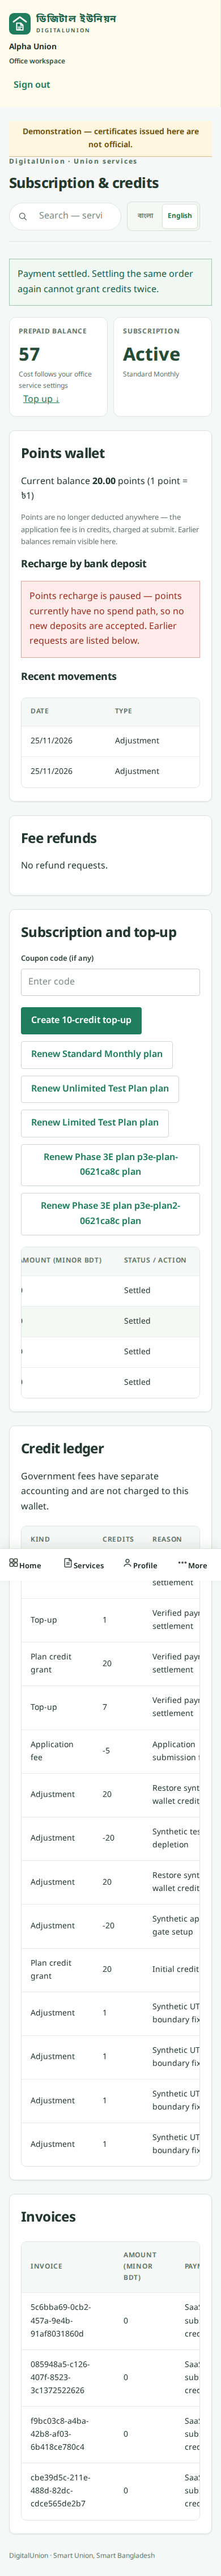 ডিজিটাল ইউনিয়ন
DIGITALUNION
Alpha Union
Office workspace
Sign out
Demonstration — certificates issued here are
not official.
DigitalUnion · Union services
Subscription & credits
Search — servi
বাংলা
English
Payment settled. Settling the same order
again cannot grant credits twice.
PREPAID BALANCE
57
Cost follows your office
service settings
Top up ↓
SUBSCRIPTION
Active
Standard Monthly
Points wallet
Current balance 20.00 points (1 point =
৳1)
Points are no longer deducted anywhere — the
application fee is in credits, charged at submit. Earlier
balances remain visible here.
Recharge by bank deposit
Points recharge is paused — points
currently have no spend path, so no
new deposits are accepted. Earlier
requests are listed below.
Recent movements
DATE TYPE
25/11/2026 Adjustment
25/11/2026 Adjustment
Fee refunds
No refund requests.
Subscription and top-up
Coupon code (if any)
Enter code
Create 10-credit top-up
Renew Standard Monthly plan
Renew Unlimited Test Plan plan
Renew Limited Test Plan plan
Renew Phase 3E plan p3e-plan-
0621ca8c plan
Renew Phase 3E plan p3e-plan2-
0621ca8c plan
AMOUNT (MINOR BDT) STATUS / ACTION
Settled
Settled
Settled
Settled
Credit ledger
Government fees have separate
accounting and are not charged to this
wallet.
KIND CREDITS REASON
Home Services Profile More
settlement
Top-up 1 Verified pay
settlement
Plan credit
grant 20 Verified pay
settlement
Top-up 7 Verified pay
settlement
Application
fee -5 Application
submission f
Adjustment 20 Restore synt
wallet credit
Adjustment -20 Synthetic tes
depletion
Adjustment 20 Restore synt
wallet credit
Adjustment -20 Synthetic ap
gate setup
Plan credit
grant 20 Initial credit
Adjustment 1 Synthetic UT
boundary fix
Adjustment 1 Synthetic UT
boundary fix
Adjustment 1 Synthetic UT
boundary fix
Adjustment 1 Synthetic UT
boundary fix
Invoices
INVOICE AMOUNT
(MINOR
BDT) PAYM
5c6bba69-0cb2-
457a-9e4b-
91af8031860d 0 SaaS
subs
cred
085948a5-c126-
407f-8523-
3c1372522626 0 SaaS
subs
cred
f9bc03c8-a4ba-
42b8-af03-
6b418ce780c4 0 SaaS
subs
cred
cbe39d5c-211e-
488d-82dc-
cdce565de2b7 0 SaaS
subs
cred
DigitalUnion · Smart Union, Smart Bangladesh